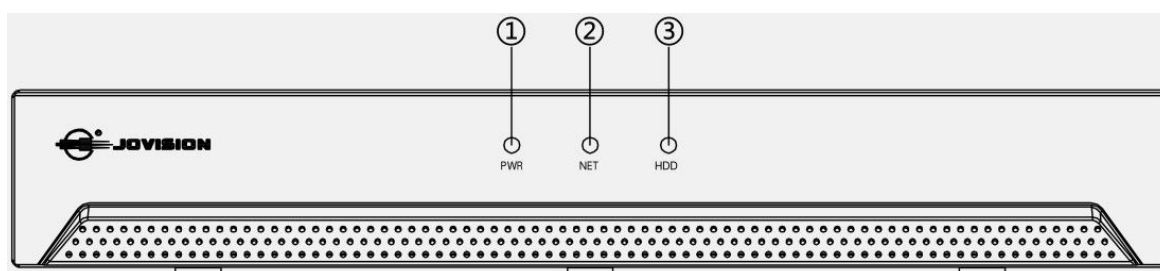 ① ② ③
JOVISION
PWR NET HDD